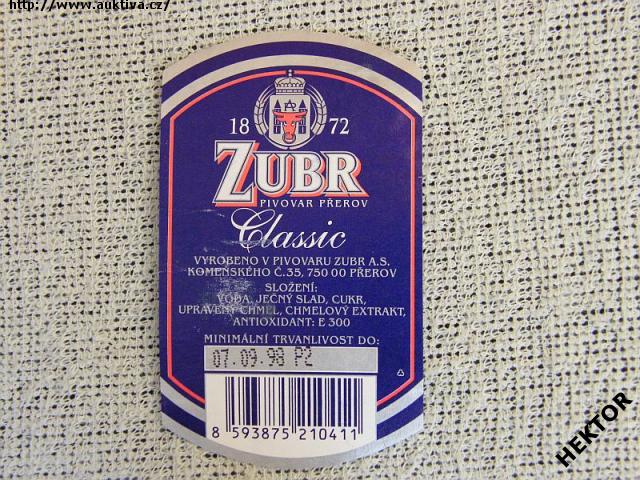 http://www.auktiva.cz/
18 72
ZUBR
PIVOVAR PŘEROV
Classic
VYROBENO V PIVOVARU ZUBR A.S.
KOMENSKÉHO Č.35, 750 00 PŘEROV
SLOŽENÍ:
VODA, JEČNÝ SLAD, CUKR,
UPRAVENÝ CHMEL, CHMELOVÝ EXTRAKT,
ANTIOXIDANT: E 300
MINIMÁLNÍ TRVANLIVOST DO:
07.09.99 P2
8 593875 210411
HEKTOR